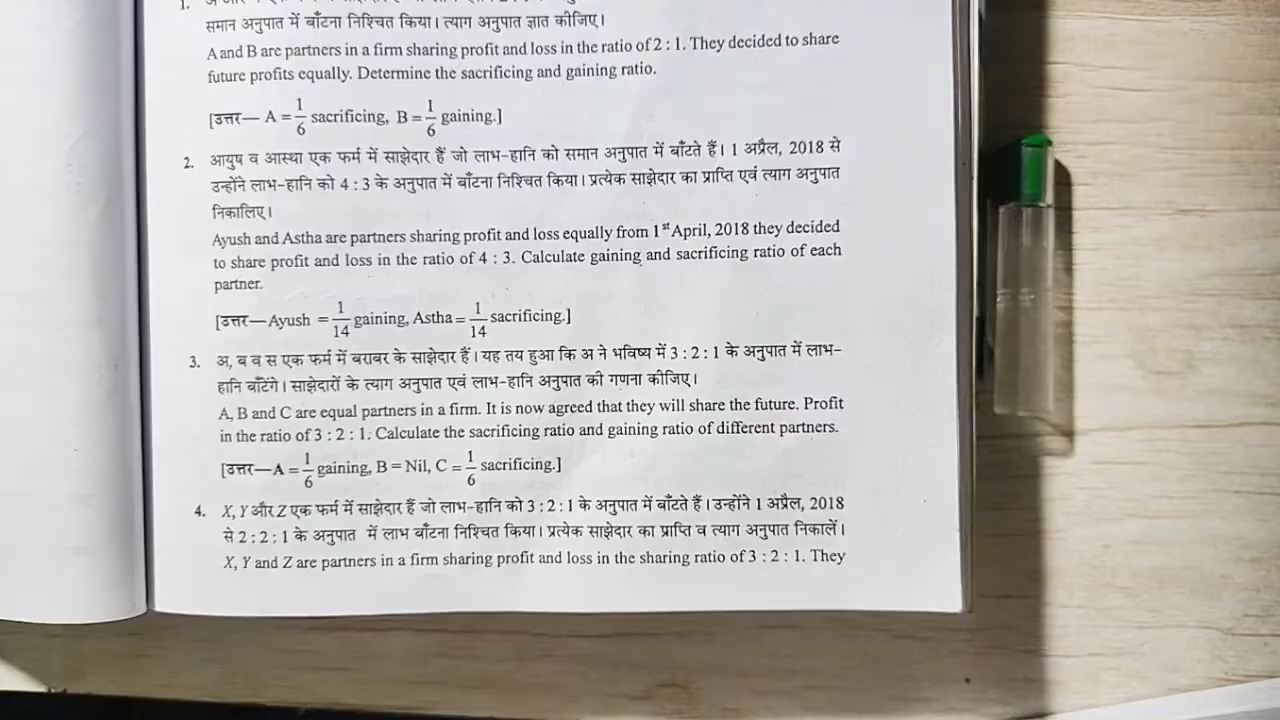 1.
समान अनुपात में बाँटना निश्चित किया। त्याग अनुपात ज्ञात कीजिए।
A and B are partners in a firm sharing profit and loss in the ratio of 2 : 1. They decided to share
future profits equally. Determine the sacrificing and gaining ratio.
[उत्तर— A = 1/6 sacrificing, B = 1/6 gaining.]
2. आयुष व आस्था एक फर्म में साझेदार हैं जो लाभ-हानि को समान अनुपात में बाँटते हैं। 1 अप्रैल, 2018 से
उन्होंने लाभ-हानि को 4 : 3 के अनुपात में बाँटना निश्चित किया। प्रत्येक साझेदार का प्राप्ति एवं त्याग अनुपात
निकालिए।
Ayush and Astha are partners sharing profit and loss equally from 1st April, 2018 they decided
to share profit and loss in the ratio of 4 : 3. Calculate gaining and sacrificing ratio of each
partner.
[उत्तर—Ayush = 1/14 gaining, Astha = 1/14 sacrificing.]
3. अ, ब व स एक फर्म में बराबर के साझेदार हैं। यह तय हुआ कि अ ने भविष्य में 3 : 2 : 1 के अनुपात में लाभ-
हानि बाँटेंगे। साझेदारों के त्याग अनुपात एवं लाभ-हानि अनुपात की गणना कीजिए।
A, B and C are equal partners in a firm. It is now agreed that they will share the future. Profit
in the ratio of 3 : 2 : 1. Calculate the sacrificing ratio and gaining ratio of different partners.
[उत्तर—A = 1/6 gaining, B = Nil, C = 1/6 sacrificing.]
4. X, Y और Z एक फर्म में साझेदार हैं जो लाभ-हानि को 3 : 2 : 1 के अनुपात में बाँटते हैं। उन्होंने 1 अप्रैल, 2018
से 2 : 2 : 1 के अनुपात में लाभ बाँटना निश्चित किया। प्रत्येक साझेदार का प्राप्ति व त्याग अनुपात निकालें।
X, Y and Z are partners in a firm sharing profit and loss in the sharing ratio of 3 : 2 : 1. They